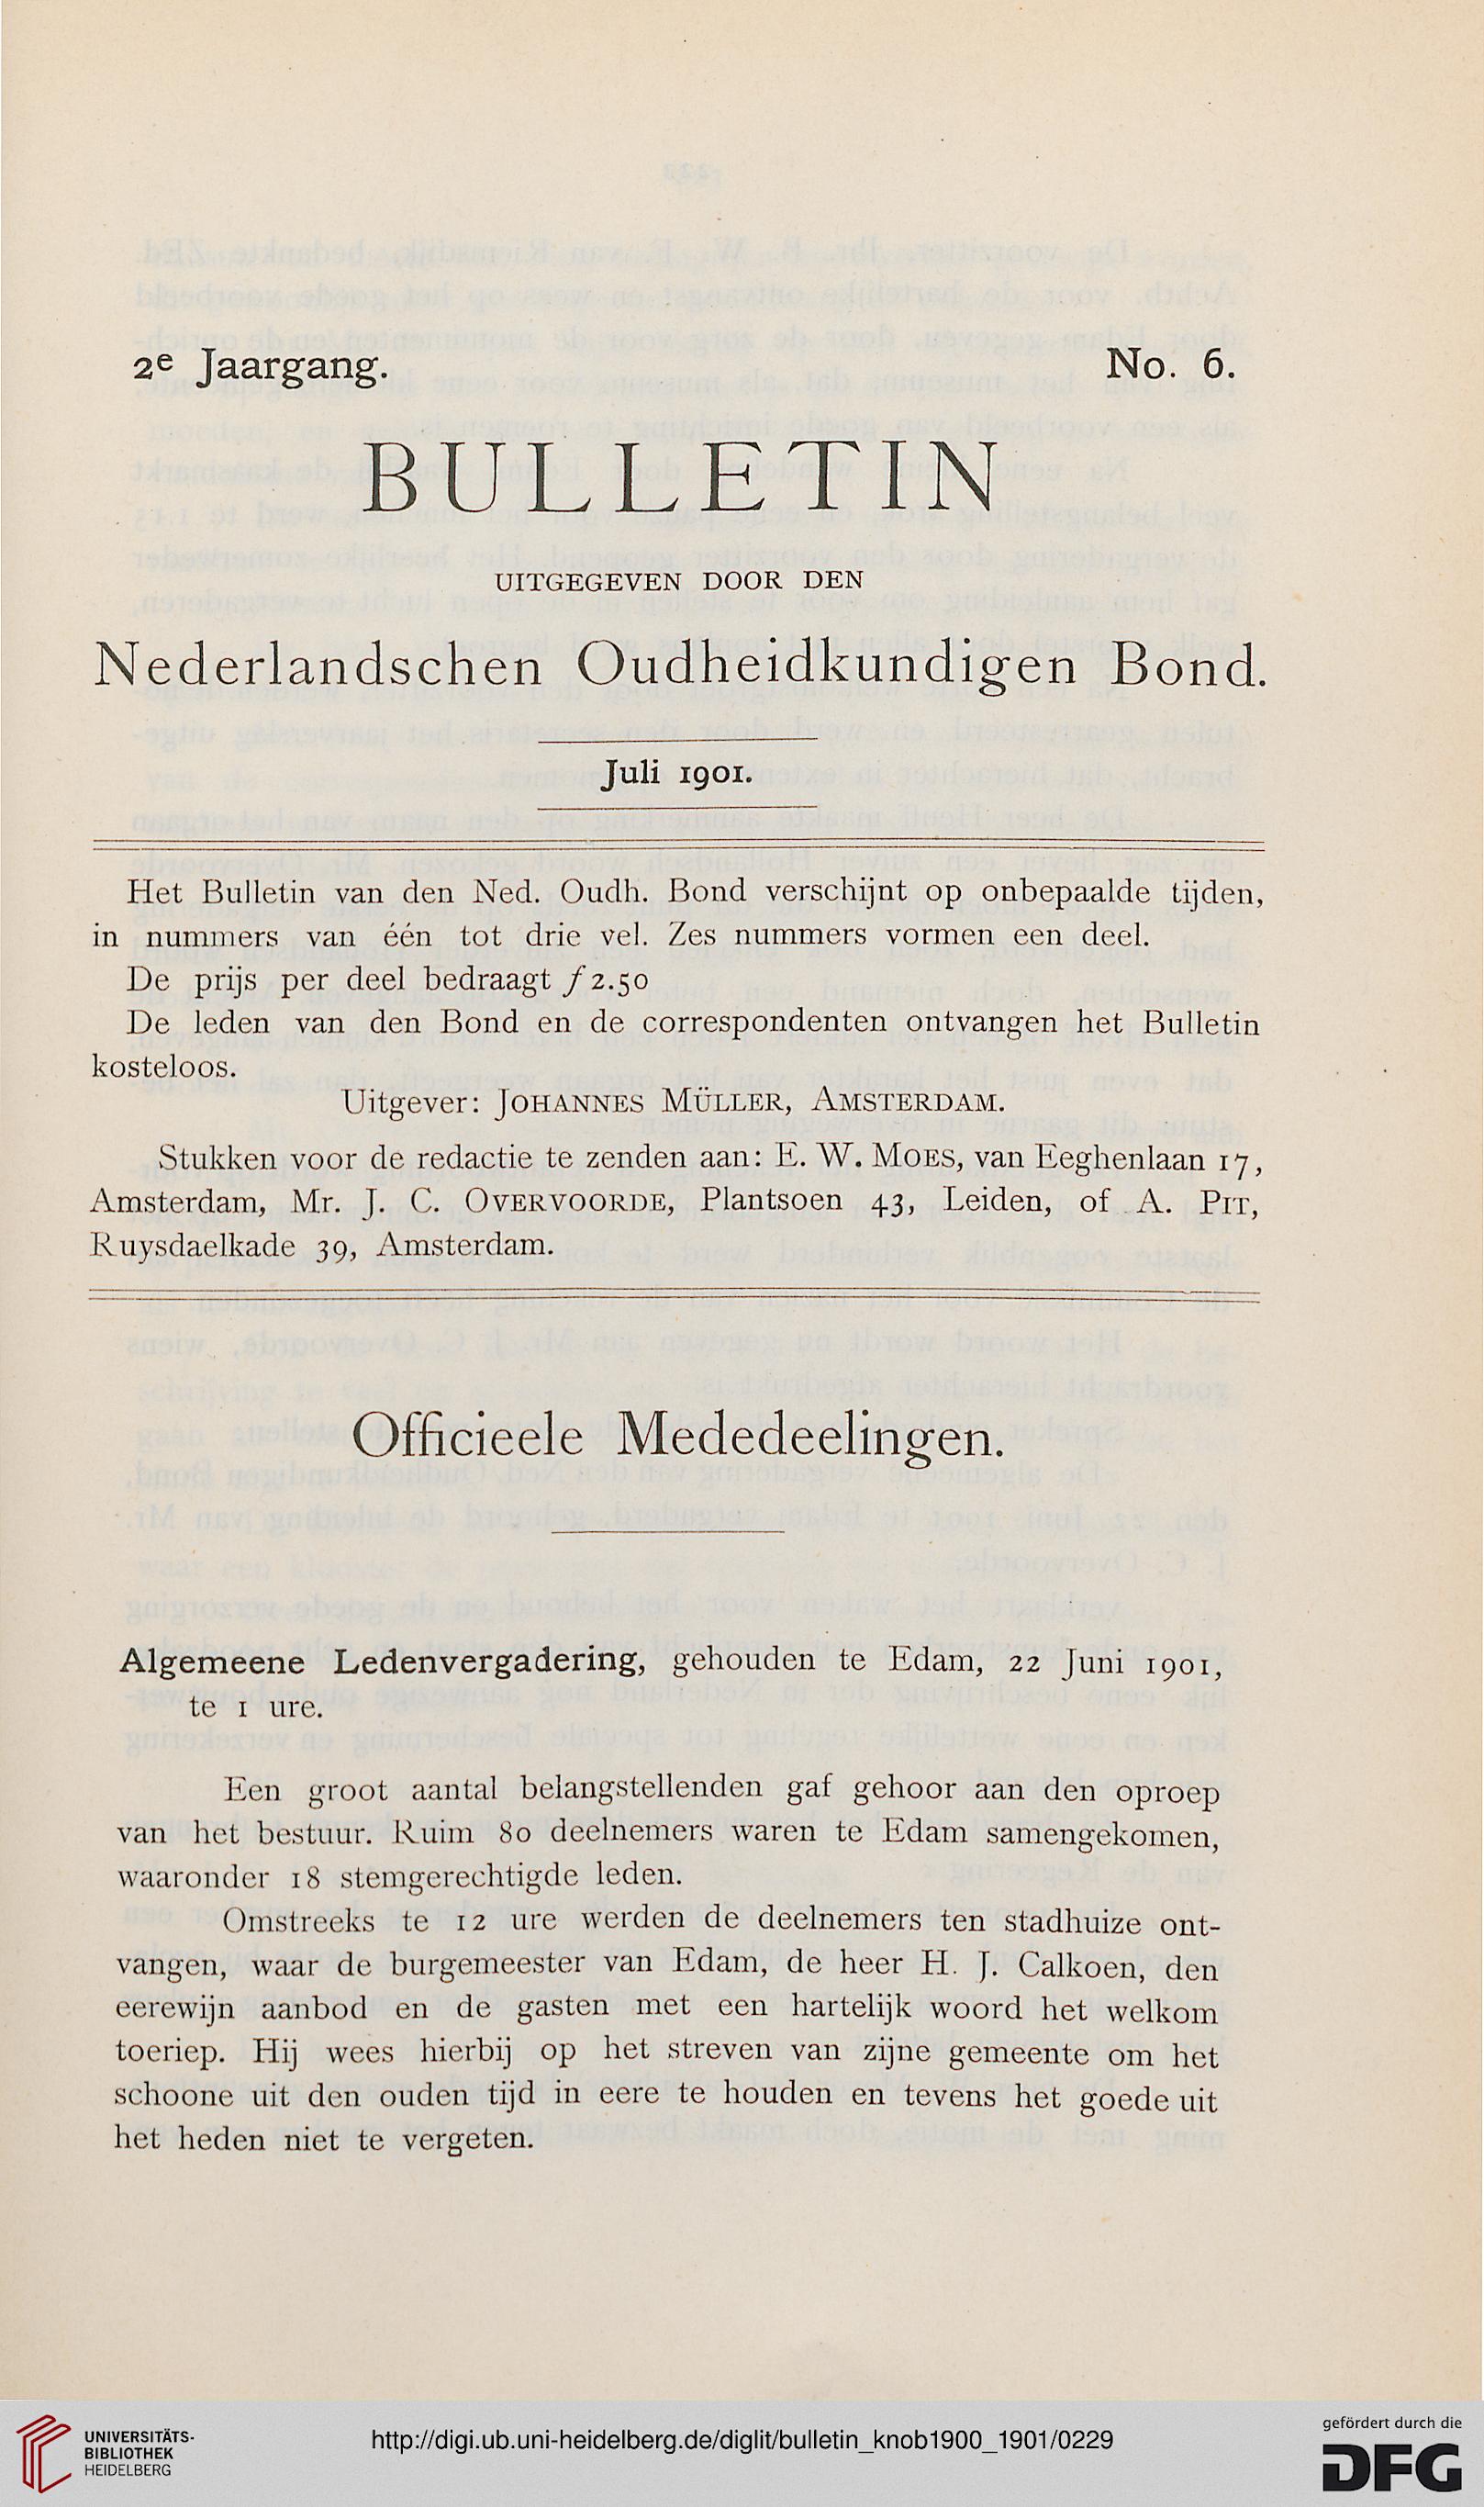 2e Jaargang. No. 6.
BULLETIN
UITGEGEVEN DOOR DEN
Nederlandschen Oudheidkundigen Bond.
Juli 1901.
Het Bulletin van den Ned. Oudh. Bond verschijnt op onbepaalde tijden,
in nummers van één tot drie vel. Zes nummers vormen een deel.
De prijs per deel bedraagt ƒ 2.50
De leden van den Bond en de correspondenten ontvangen het Bulletin
kosteloos.
Uitgever: JOHANNES MÜLLER, AMSTERDAM.
Stukken voor de redactie te zenden aan: E. W. MOES, van Eeghenlaan 17,
Amsterdam, Mr. J. C. OVERVOORDE, Plantsoen 43, Leiden, of A. PIT,
Ruysdaelkade 39, Amsterdam.
Officieele Mededeelingen.
Algemeene Ledenvergadering, gehouden te Edam, 22 Juni 1901,
te 1 ure.
Een groot aantal belangstellenden gaf gehoor aan den oproep
van het bestuur. Ruim 80 deelnemers waren te Edam samengekomen,
waaronder 18 stemgerechtigde leden.
Omstreeks te 12 ure werden de deelnemers ten stadhuize ont-
vangen, waar de burgemeester van Edam, de heer H. J. Calkoen, den
eerewijn aanbod en de gasten met een hartelijk woord het welkom
toeriep. Hij wees hierbij op het streven van zijne gemeente om het
schoone uit den ouden tijd in eere te houden en tevens het goede uit
het heden niet te vergeten.
UNIVERSITÄTS-
BIBLIOTHEK
HEIDELBERG
http://digi.ub.uni-heidelberg.de/diglit/bulletin_knob1900_1901/0229
gefördert durch die
DFG